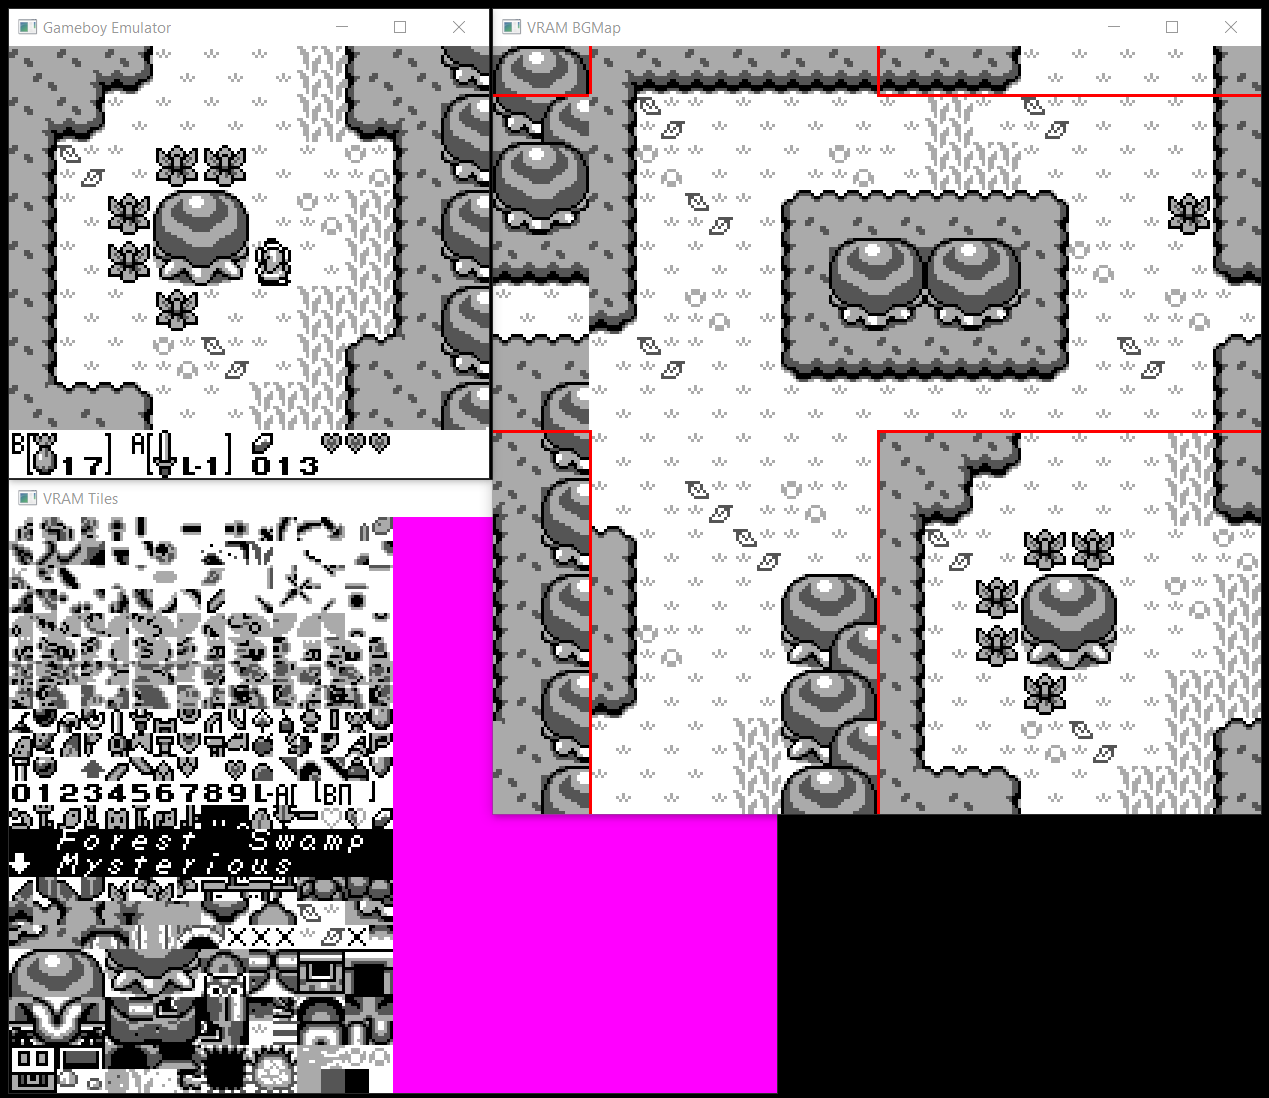 Gameboy Emulator
VRAM BGMap
B[ 17 ] A[ L-1 ] 013
VRAM Tiles
0123456789L-A[ [B ]
Forest Swamp
Mysterious